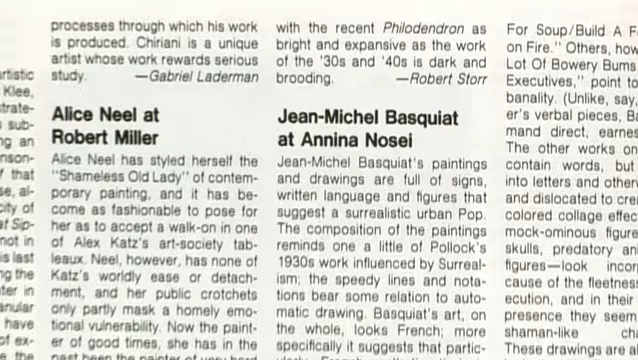 artistic
Klee,
processes through which his work
is produced. Chiriani is a unique
artist whose work rewards serious
study. —Gabriel Laderman
Alice Neel at
Robert Miller
Alice Neel has styled herself the
"Shameless Old Lady" of contem-
porary painting, and it has be-
come as fashionable to pose for
her as to accept a walk-on in one
of Alex Katz's art-society tab-
leaux. Neel, however, has none of
Katz's worldly ease or detach-
ment, and her public crotchets
only partly mask a homely emo-
tional vulnerability. Now the paint-
er of good times, she has in the
past been the painter of very hard
with the recent Philodendron as
bright and expansive as the work
of the '30s and '40s is dark and
brooding. —Robert Storr
Jean-Michel Basquiat
at Annina Nosei
Jean-Michel Basquiat's paintings
and drawings are full of signs,
written language and figures that
suggest a surrealistic urban Pop.
The composition of the paintings
reminds one a little of Pollock's
1930s work influenced by Surreal-
ism; the speedy lines and nota-
tions bear some relation to auto-
matic drawing. Basquiat's art, on
the whole, looks French; more
specifically it suggests that partic-
For Soup/Build A
on Fire." Others, how
Lot Of Bowery Bums
Executives," point to
banality. (Unlike, say,
er's verbal pieces,
mand direct,
The other works on
contain words, but
into letters and other
and dislocated to
colored collage
mock-ominous
skulls, predatory
figures—look
cause of the
ecution, and in their
presence they seem
shaman-like
These drawings are